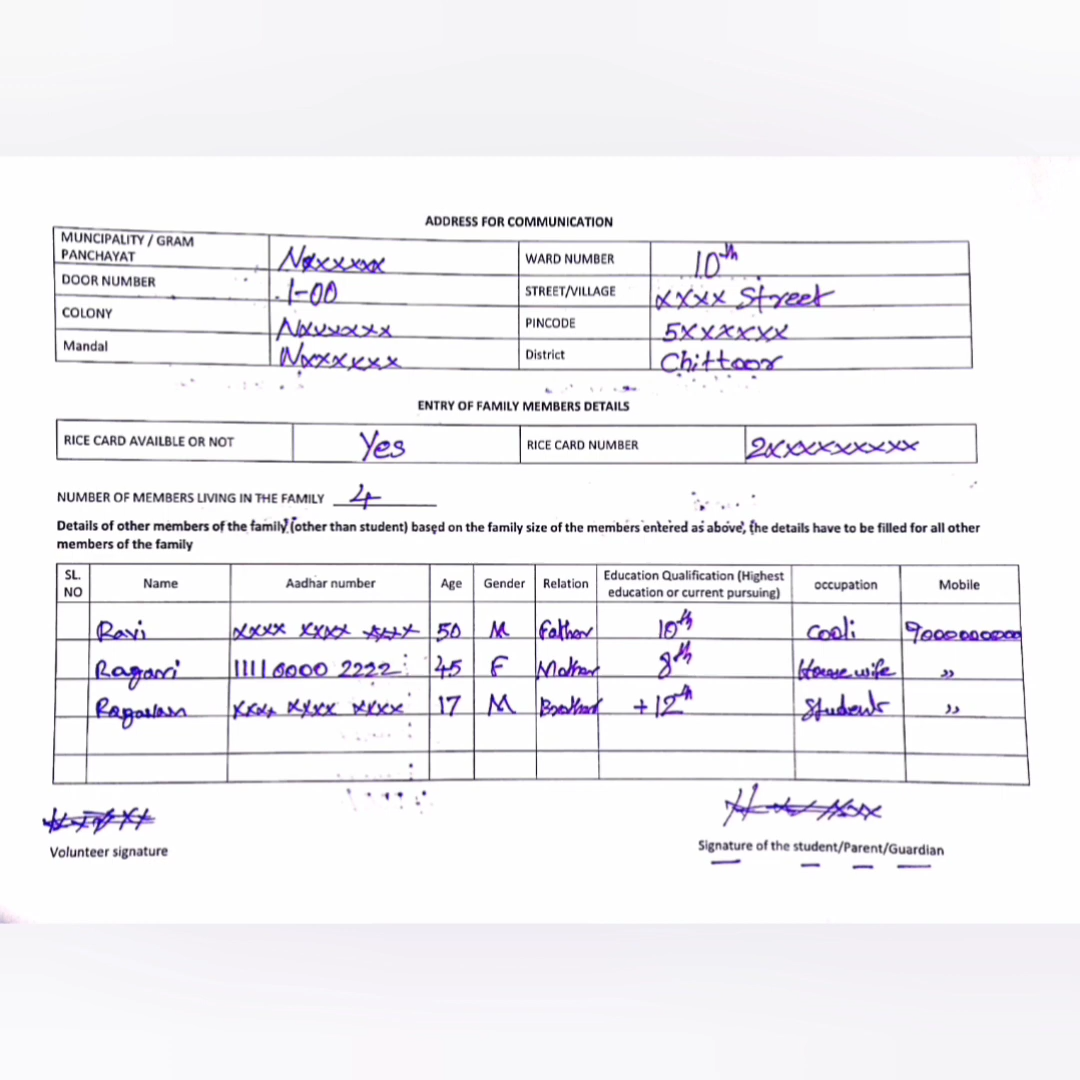 ADDRESS FOR COMMUNICATION
MUNCIPALITY / GRAM PANCHAYAT Nxxxxxx WARD NUMBER 10th
DOOR NUMBER 1-00 STREET/VILLAGE xxxx Street
COLONY Nxxxxxx PINCODE 5xxxxxx
Mandal Nxxxxxx District Chittoor
ENTRY OF FAMILY MEMBERS DETAILS
RICE CARD AVAILBLE OR NOT Yes RICE CARD NUMBER 2xxxxxxxxx
NUMBER OF MEMBERS LIVING IN THE FAMILY 4
Details of other members of the family (other than student) based on the family size of the members entered as above, the details have to be filled for all other
members of the family
SL. NO Name Aadhar number Age Gender Relation Education Qualification (Highest education or current pursuing) occupation Mobile
Ravi xxxx xxxx xxxx 50 M Father 10th Cooli 9000000000
1111 0000 2222 45 F Mother 8th House wife ,,
xxxx xxxx xxxx 17 M Brother +12th Student ,,
Volunteer signature
Signature of the student/Parent/Guardian